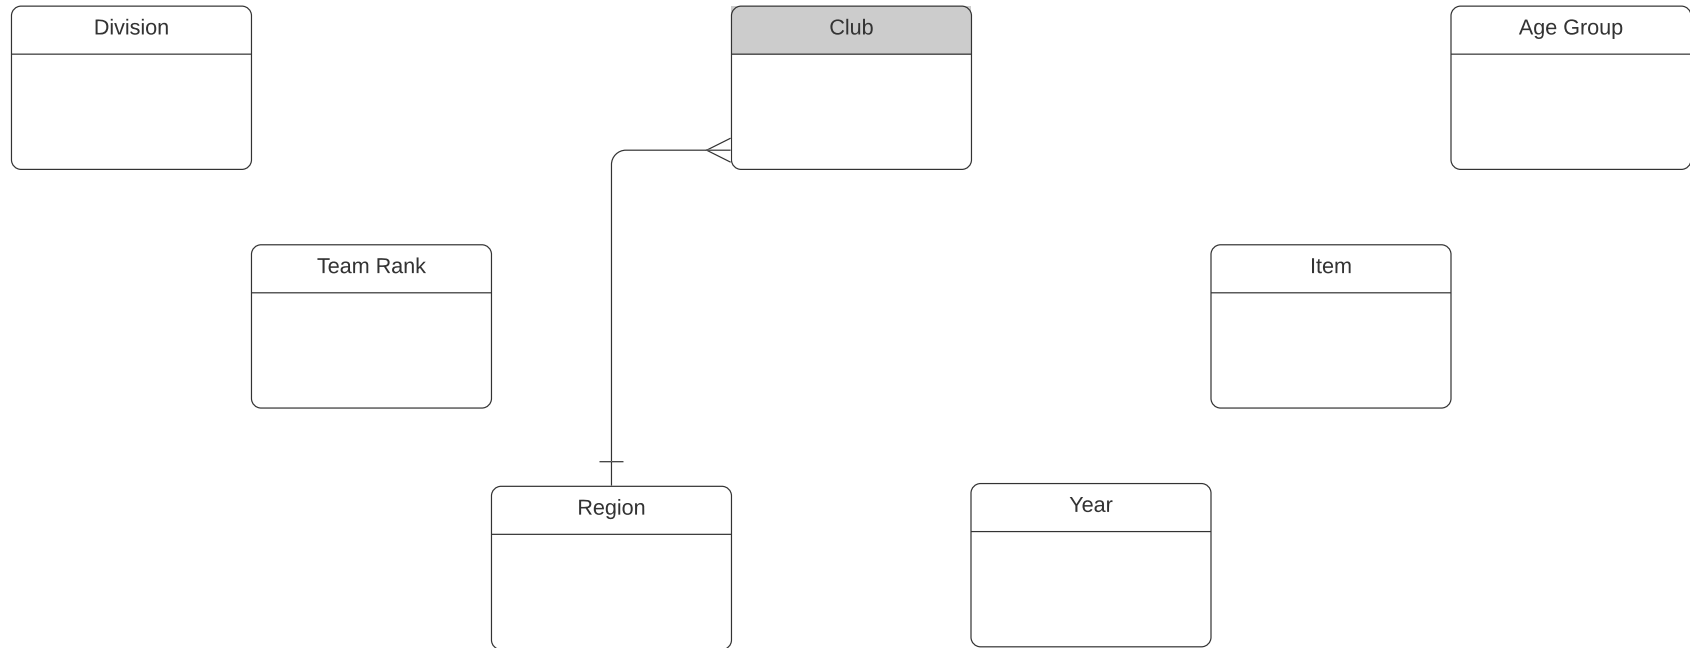 Division
Club
Age Group
Team Rank
Item
Region
Year